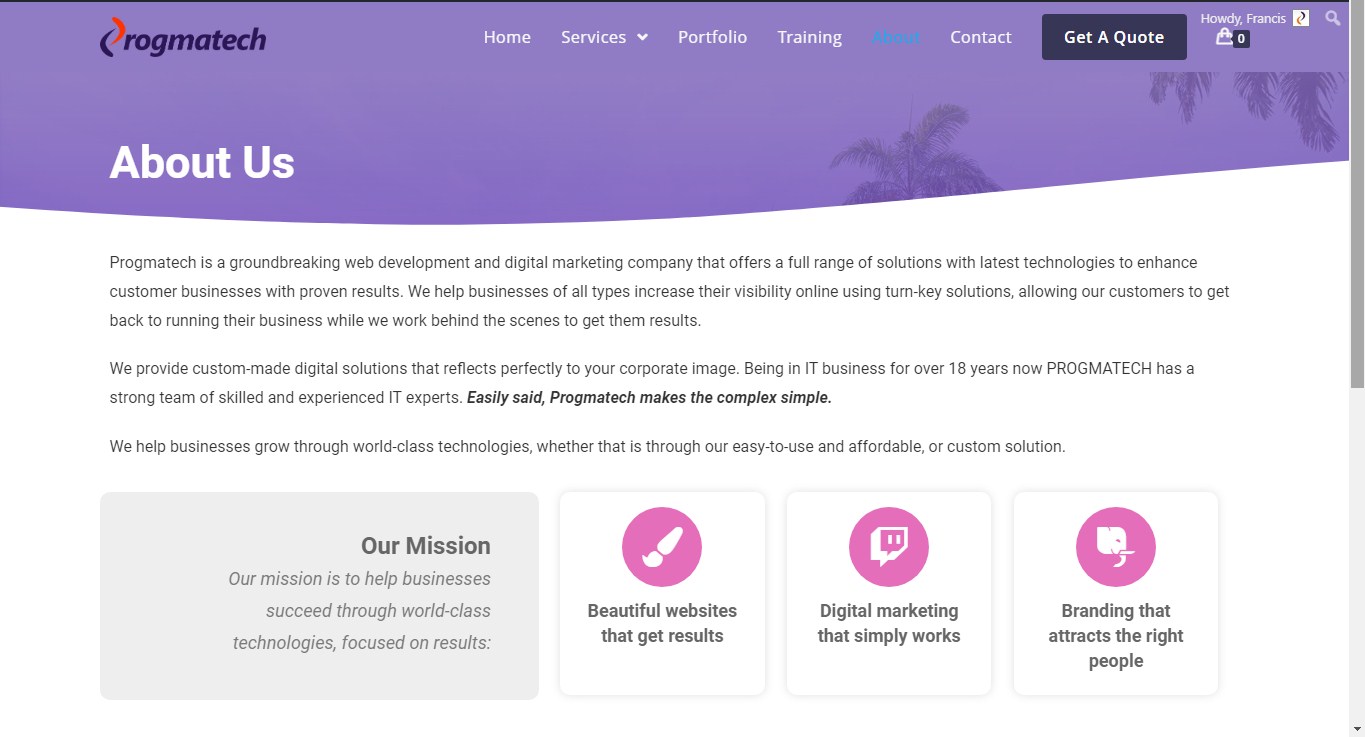 Howdy, Francis
Progmatech
Home Services Portfolio Training About Contact Get A Quote 0
About Us
Progmatech is a groundbreaking web development and digital marketing company that offers a full range of solutions with latest technologies to enhance
customer businesses with proven results. We help businesses of all types increase their visibility online using turn-key solutions, allowing our customers to get
back to running their business while we work behind the scenes to get them results.
We provide custom-made digital solutions that reflects perfectly to your corporate image. Being in IT business for over 18 years now PROGMATECH has a
strong team of skilled and experienced IT experts. Easily said, Progmatech makes the complex simple.
We help businesses grow through world-class technologies, whether that is through our easy-to-use and affordable, or custom solution.
Our Mission
Our mission is to help businesses
succeed through world-class
technologies, focused on results:
Beautiful websites
that get results
Digital marketing
that simply works
Branding that
attracts the right
people